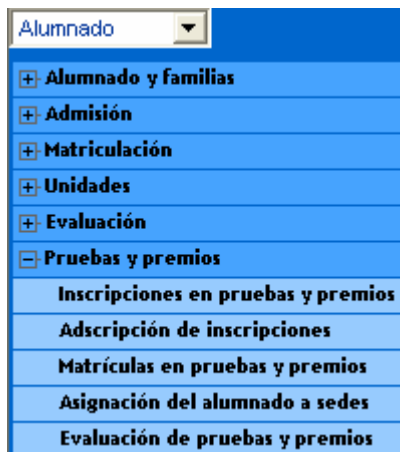 Alumnado
Alumnado y familias
Admisión
Matriculación
Unidades
Evaluación
Pruebas y premios
Inscripciones en pruebas y premios
Adscripción de inscripciones
Matrículas en pruebas y premios
Asignación del alumnado a sedes
Evaluación de pruebas y premios